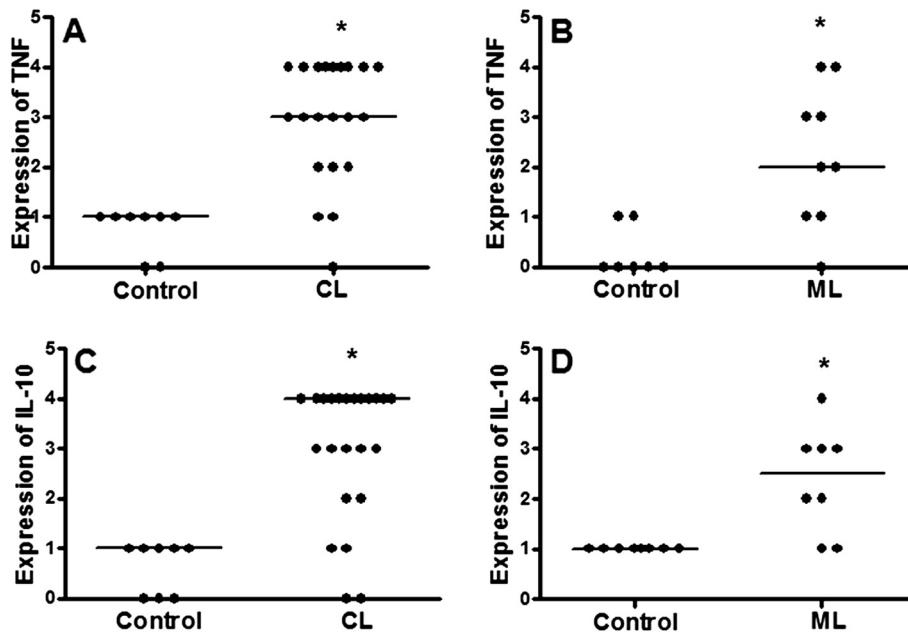 A
Expression of TNF
5
4
3
2
1
0
*
Control
CL
B
Expression of TNF
5
4
3
2
1
0
*
Control
ML
C
Expression of IL-10
5
4
3
2
1
0
*
Control
CL
D
Expression of IL-10
5
4
3
2
1
0
*
Control
ML